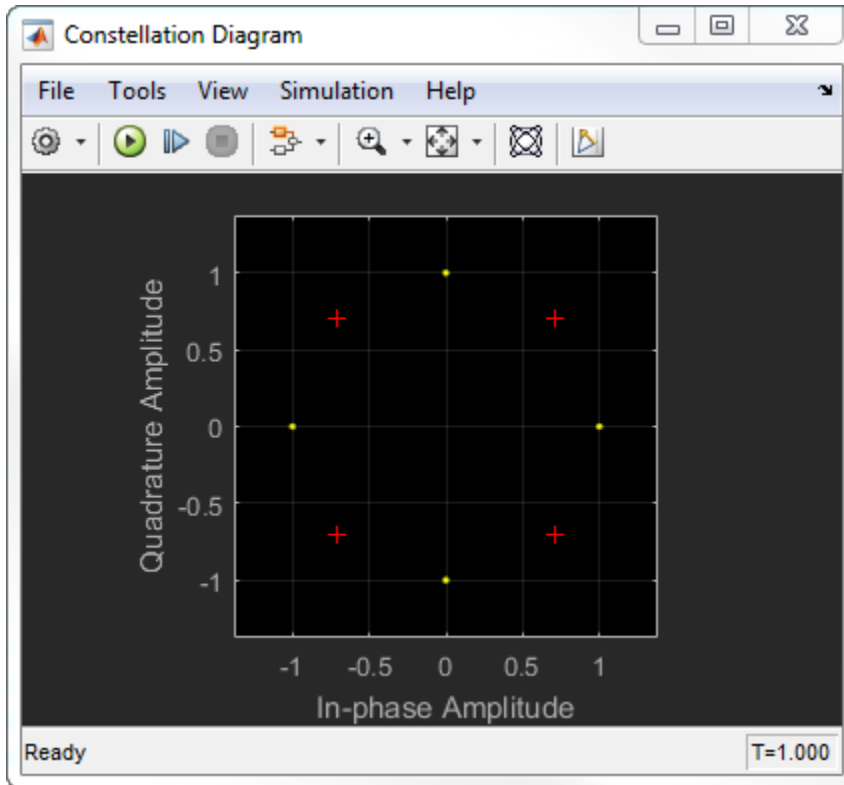 Constellation Diagram
File Tools View Simulation Help
1
0.5
0
-0.5
-1
Quadrature Amplitude
-1 -0.5 0 0.5 1
In-phase Amplitude
Ready T=1.000